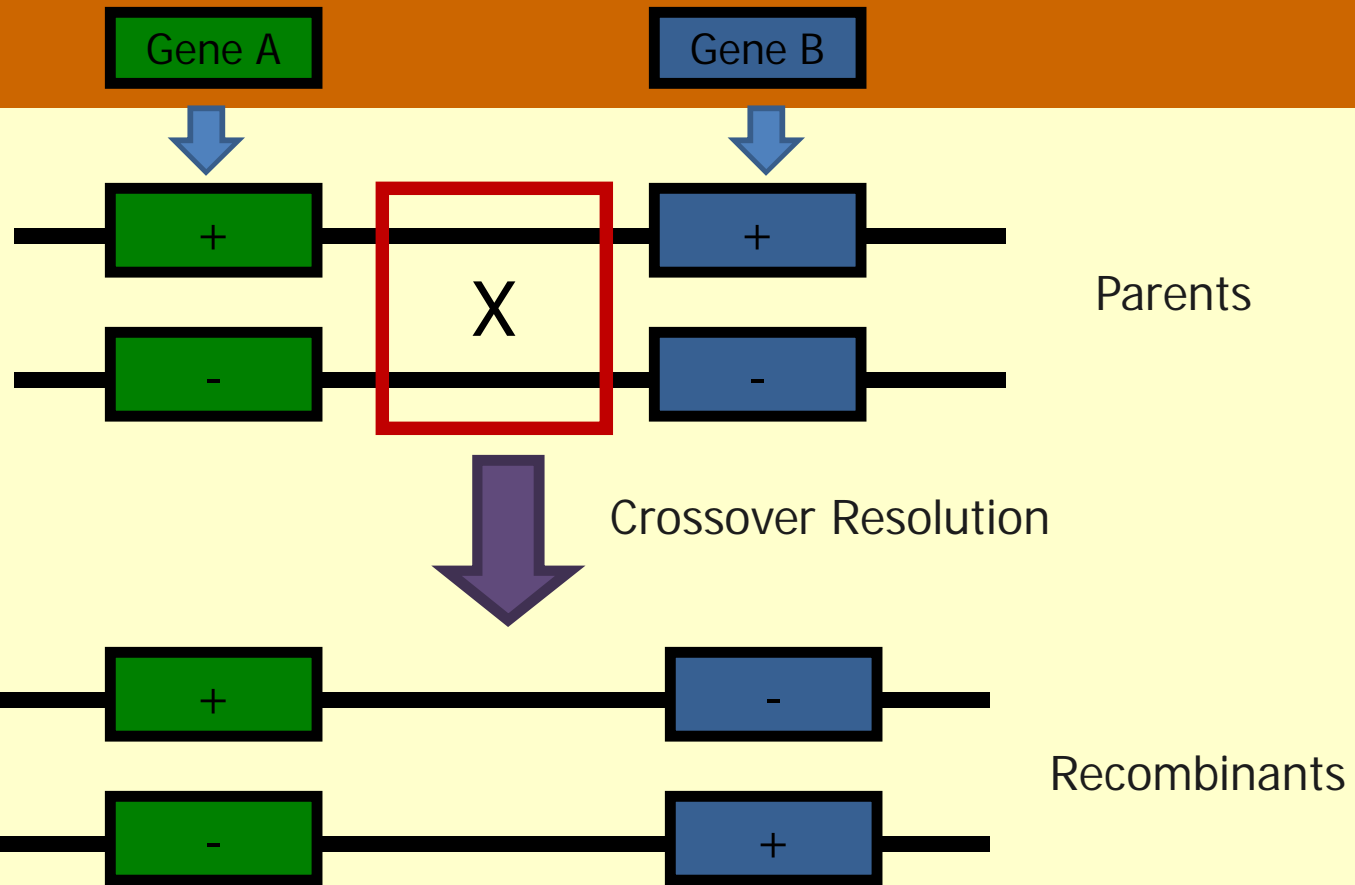 Gene A Gene B
+ +
Parents
X
- -
Crossover Resolution
+ -
Recombinants
- +